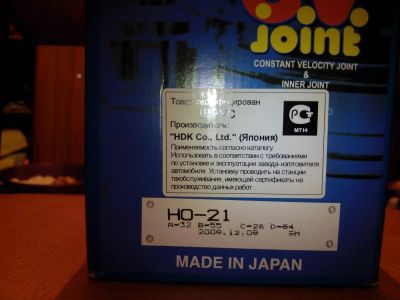 C.V.
Joint
CONSTANT VELOCITY JOINT
&
INNER JOINT
Товар сертифицирован
Производитель:
"HDK Co., Ltd." (Япония)
Применяемость согласно каталогу
Использовать в соответствии с требованиями
по установке и эксплуатации завода-изготовителя
автомобиля. Установку проводить на станции
техобслуживания, имеющей сертификаты на
производство данных работ
МТ14
HO-21
A-32 B-55 C-26 D-84
2009.12.09
MADE IN JAPAN